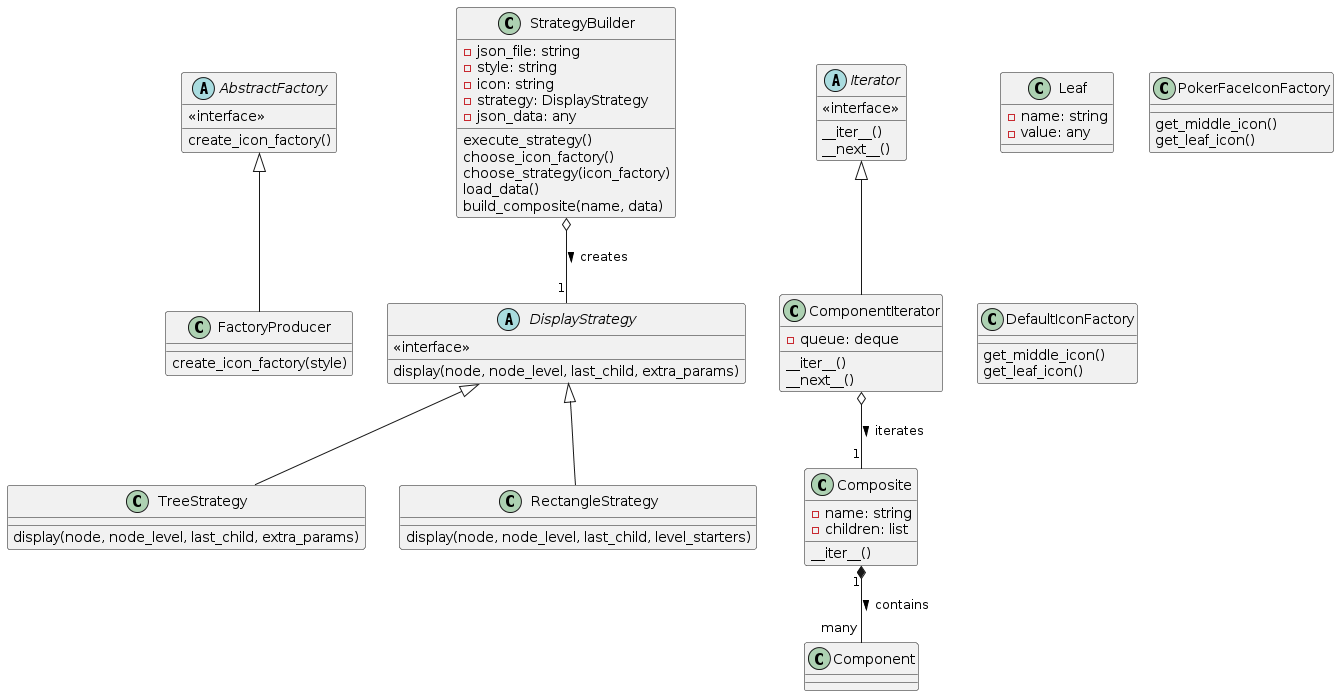 C StrategyBuilder
json_file: string
style: string
icon: string
strategy: DisplayStrategy
json_data: any
execute_strategy()
choose_icon_factory()
choose_strategy(icon_factory)
load_data()
build_composite(name, data)
A AbstractFactory
«interface»
create_icon_factory()
A Iterator
«interface»
__iter__()
__next__()
C Leaf
name: string
value: any
C PokerFaceIconFactory
get_middle_icon()
get_leaf_icon()
creates
1
C FactoryProducer
create_icon_factory(style)
A DisplayStrategy
«interface»
display(node, node_level, last_child, extra_params)
C ComponentIterator
queue: deque
__iter__()
__next__()
C DefaultIconFactory
get_middle_icon()
get_leaf_icon()
iterates
1
C TreeStrategy
display(node, node_level, last_child, extra_params)
C RectangleStrategy
display(node, node_level, last_child, level_starters)
C Composite
name: string
children: list
__iter__()
1
contains
many
C Component